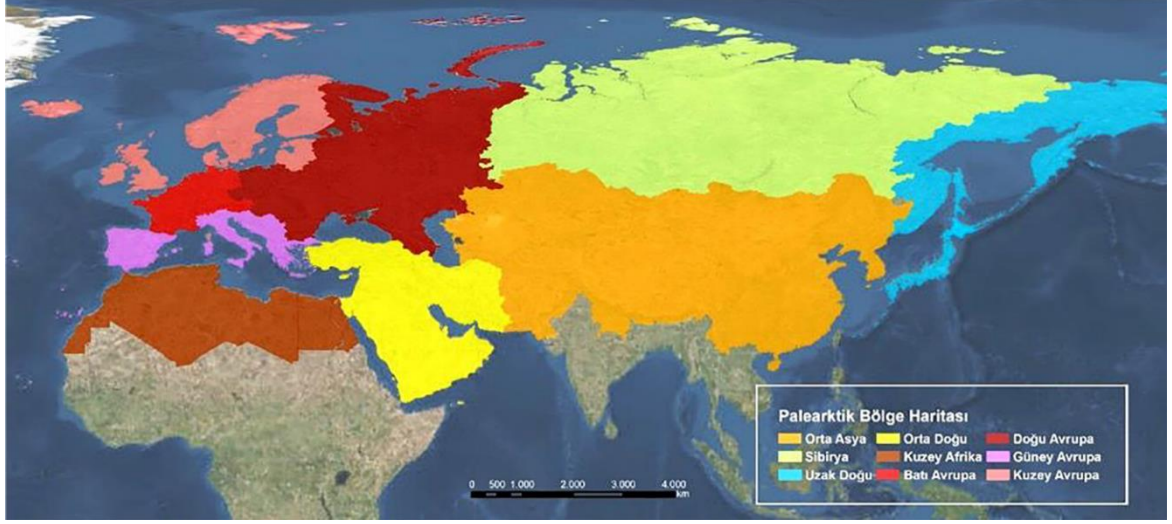 Palearktik Bölge Haritası
Orta Asya Orta Doğu Doğu Avrupa
Sibirya Kuzey Afrika Güney Avrupa
Uzak Doğu Batı Avrupa Kuzey Avrupa
0 500 1.000 2.000 3.000 4.000
km